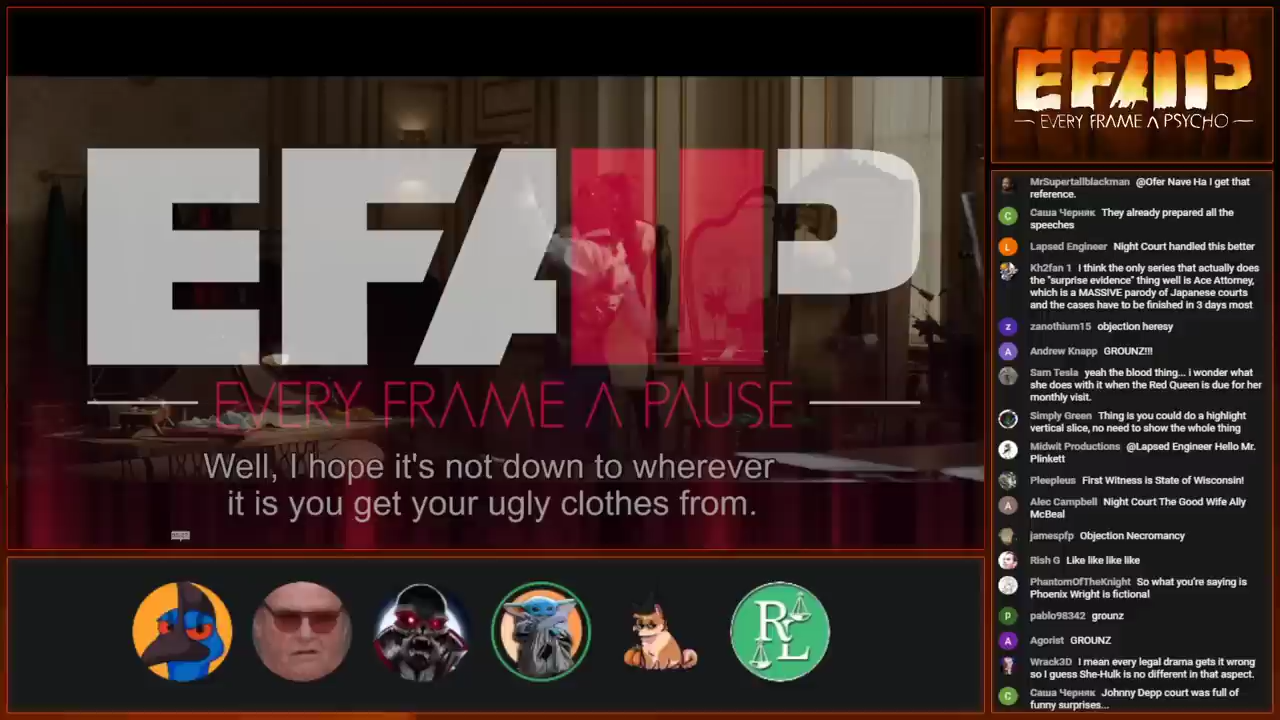 EFAP
EVERY FRAME A PAUSE
Well, I hope it's not down to wherever
it is you get your ugly clothes from.
RL
EFAP
EVERY FRAME A PSYCHO
MrSupertallblackman @Ofer Nave Ha I get that
reference.
C Саша Черняк They already prepared all the
speeches
L Lapsed Engineer Night Court handled this better
Kh2fan 1 I think the only series that actually does
the "surprise evidence" thing well is Ace Attorney,
which is a MASSIVE parody of Japanese courts
and the cases have to be finished in 3 days most
z zanothium15 objection heresy
A Andrew Knapp GROUNZ!!!
Sam Tesla yeah the blood thing... i wonder what
she does with it when the Red Queen is due for her
monthly visit.
Simply Green Thing is you could do a highlight
vertical slice, no need to show the whole thing
Midwit Productions @Lapsed Engineer Hello Mr.
Plinkett
Pleepleus First Witness is State of Wisconsin!
A Alec Campbell Night Court The Good Wife Ally
McBeal
jamespfp Objection Necromancy
Rish G Like like like like
PhantomOfTheKnight So what you're saying is
Phoenix Wright is fictional
p pablo98342 grounz
A Agorist GROUNZ
Wrack3D I mean every legal drama gets it wrong
so I guess She-Hulk is no different in that aspect.
C Саша Черняк Johnny Depp court was full of
funny surprises...